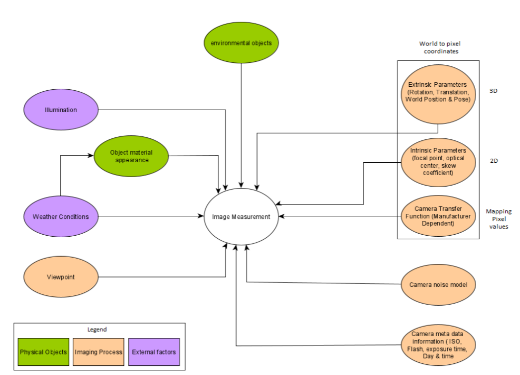 environmental objects
World to pixel
coordinates
Extrinsic Parameters
(Rotation, Translation,
World Position & Pose)
3D
Illumination
Object material
appearance
Intrinsic Parameters
(focal point, optical
center, skew
coefficient)
2D
Weather Conditions
Image Measurement
Camera Transfer
Function (Manufacturer
Dependent)
Mapping
Pixel
values
Viewpoint
Camera noise model
Camera meta data
information ( ISO,
Flash, exposure time,
Day & time
Legend
Physical Objects
Imaging Process
External factors